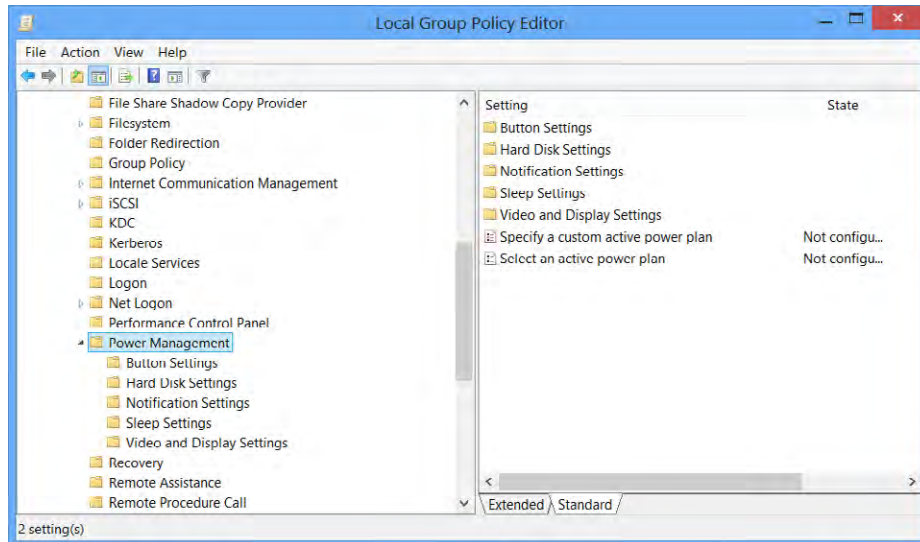 Local Group Policy Editor
File Action View Help
File Share Shadow Copy Provider
Filesystem
Folder Redirection
Group Policy
Internet Communication Management
iSCSI
KDC
Kerberos
Locale Services
Logon
Net Logon
Performance Control Panel
Power Management
Button Settings
Hard Disk Settings
Notification Settings
Sleep Settings
Video and Display Settings
Recovery
Remote Assistance
Remote Procedure Call
Setting State
Button Settings
Hard Disk Settings
Notification Settings
Sleep Settings
Video and Display Settings
Specify a custom active power plan Not configu...
Select an active power plan Not configu...
Extended Standard
2 setting(s)